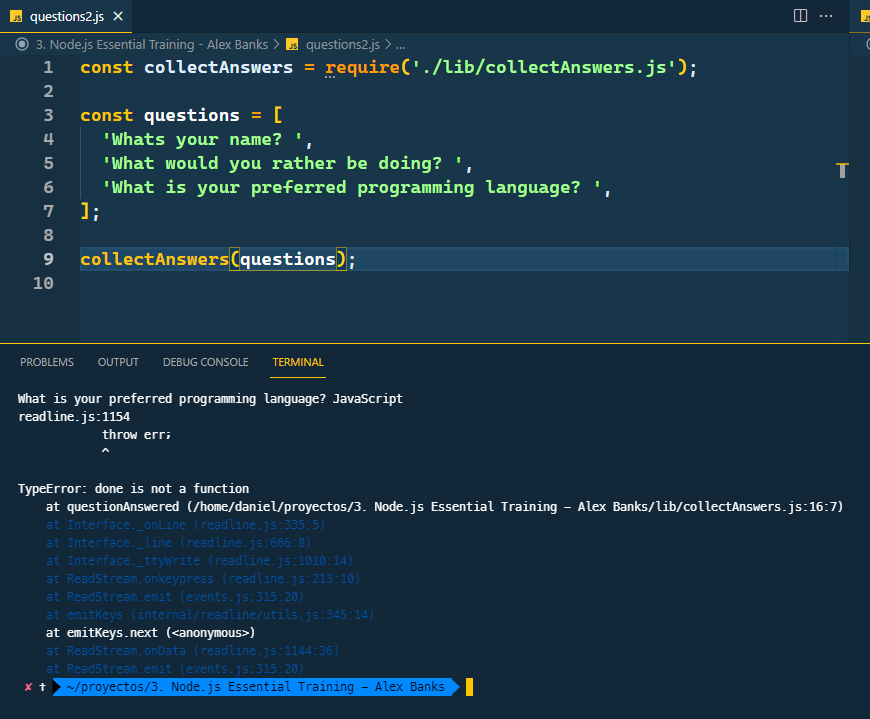 JS questions2.js ×
3. Node.js Essential Training - Alex Banks > JS questions2.js > ...
1 const collectAnswers = require('./lib/collectAnswers.js');
2
3 const questions = [
4 'Whats your name? ',
5 'What would you rather be doing? ',
6 'What is your preferred programming language? ',
7 ];
8
9 collectAnswers(questions);
10
PROBLEMS OUTPUT DEBUG CONSOLE TERMINAL
What is your preferred programming language? JavaScript
readline.js:1154
throw err;
^
TypeError: done is not a function
at questionAnswered (/home/daniel/proyectos/3. Node.js Essential Training – Alex Banks/lib/collectAnswers.js:16:7)
at Interface._onLine (readline.js:335:5)
at Interface._line (readline.js:666:8)
at Interface._ttyWrite (readline.js:1010:14)
at ReadStream.onkeypress (readline.js:213:10)
at ReadStream.emit (events.js:315:20)
at emitKeys (internal/readline/utils.js:345:14)
at emitKeys.next (<anonymous>)
at ReadStream.onData (readline.js:1144:36)
at ReadStream.emit (events.js:315:20)
✘ † ~/proyectos/3. Node.js Essential Training – Alex Banks